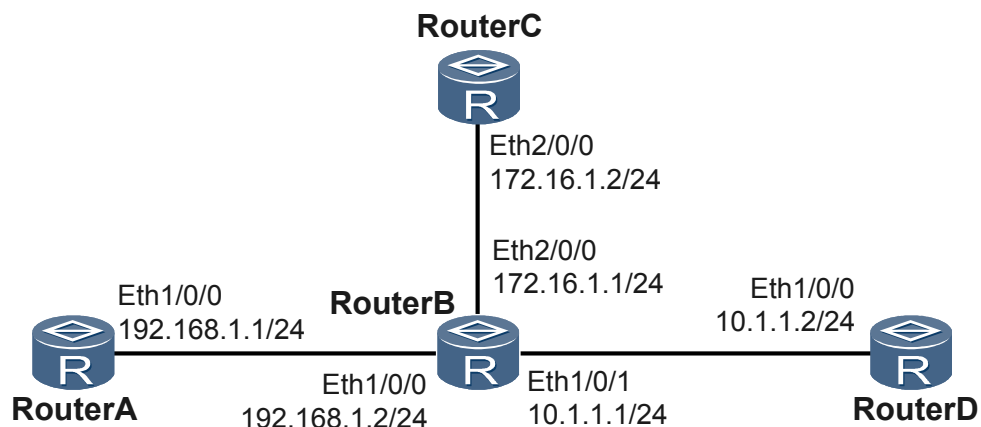 RouterC
R
Eth2/0/0
172.16.1.2/24
Eth2/0/0
172.16.1.1/24
Eth1/0/0
192.168.1.1/24
RouterB
Eth1/0/0
10.1.1.2/24
R
R
R
RouterA
Eth1/0/0
192.168.1.2/24
Eth1/0/1
10.1.1.1/24
RouterD